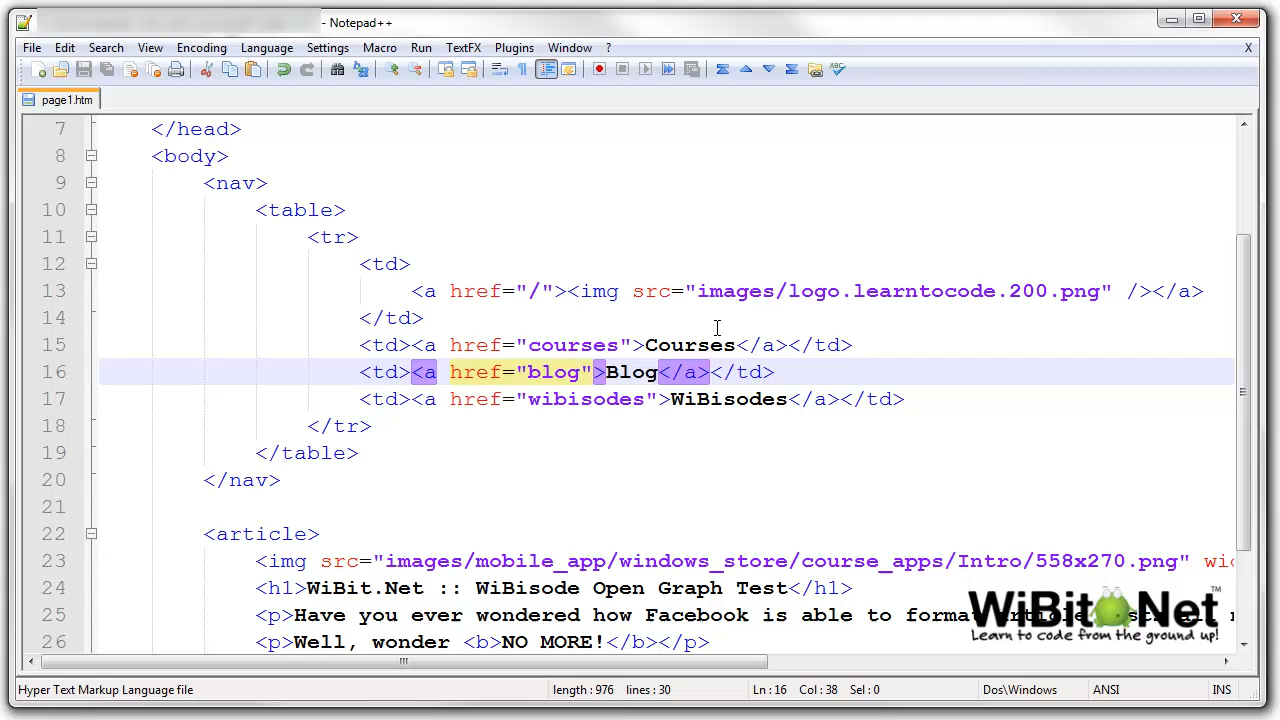 - Notepad++
File Edit Search View Encoding Language Settings Macro Run TextFX Plugins Window ? X
page1.htm
7 </head>
8 <body>
9 <nav>
10 <table>
11 <tr>
12 <td>
13 <a href="/"><img src="images/logo.learntocode.200.png" /></a>
14 </td>
15 <td><a href="courses">Courses</a></td>
16 <td><a href="blog">Blog</a></td>
17 <td><a href="wibisodes">WiBisodes</a></td>
18 </tr>
19 </table>
20 </nav>
21
22 <article>
23 <img src="images/mobile_app/windows_store/course_apps/Intro/558x270.png"
24 <h1>WiBit.Net :: WiBisode Open Graph Test</h1>
25 <p>Have you ever wondered how Facebook is able to format
26 <p>Well, wonder <b>NO MORE!</b></p>
WiBit Net ™
Learn to code from the ground up!
Hyper Text Markup Language file length : 976 lines : 30 Ln : 16 Col : 38 Sel : 0 Dos\Windows ANSI INS